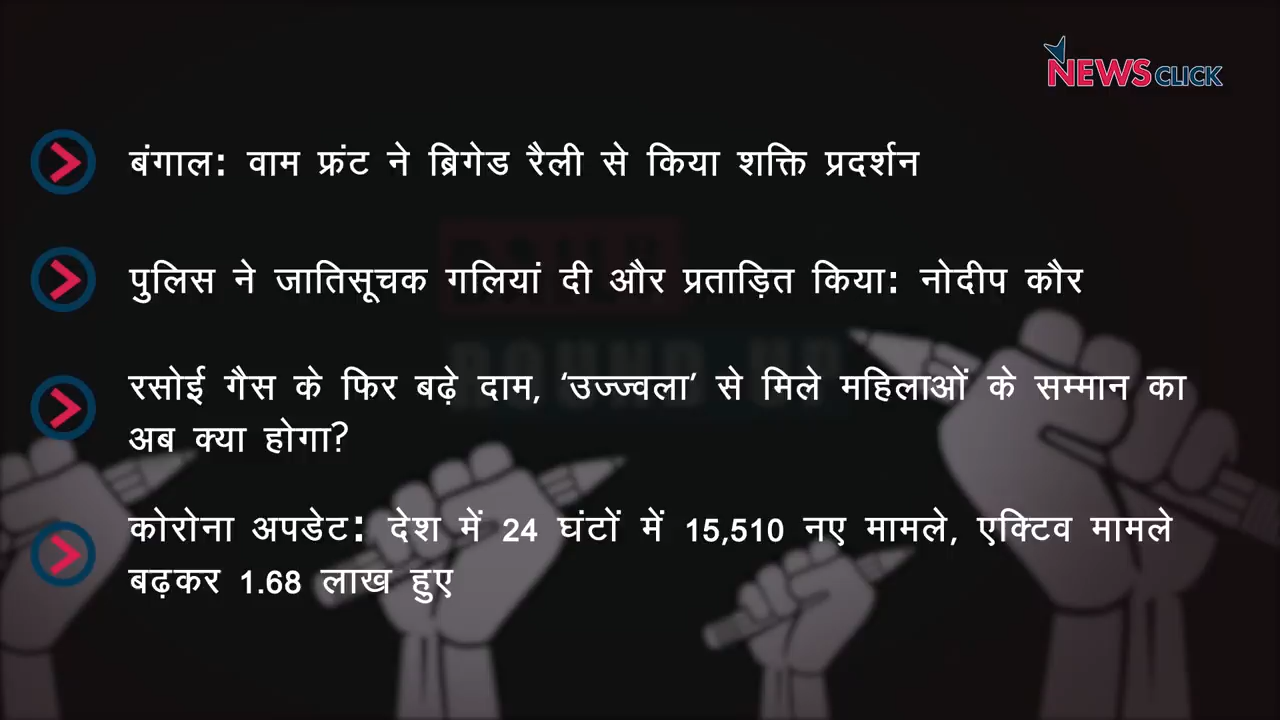 NEWSCLICK
बंगाल: वाम फ्रंट ने ब्रिगेड रैली से किया शक्ति प्रदर्शन
पुलिस ने जातिसूचक गलियां दी और प्रताड़ित किया: नोदीप कौर
रसोई गैस के फिर बढ़े दाम, ‘उज्ज्वला’ से मिले महिलाओं के सम्मान का
अब क्या होगा?
कोरोना अपडेट: देश में 24 घंटों में 15,510 नए मामले, एक्टिव मामले
बढ़कर 1.68 लाख हुए